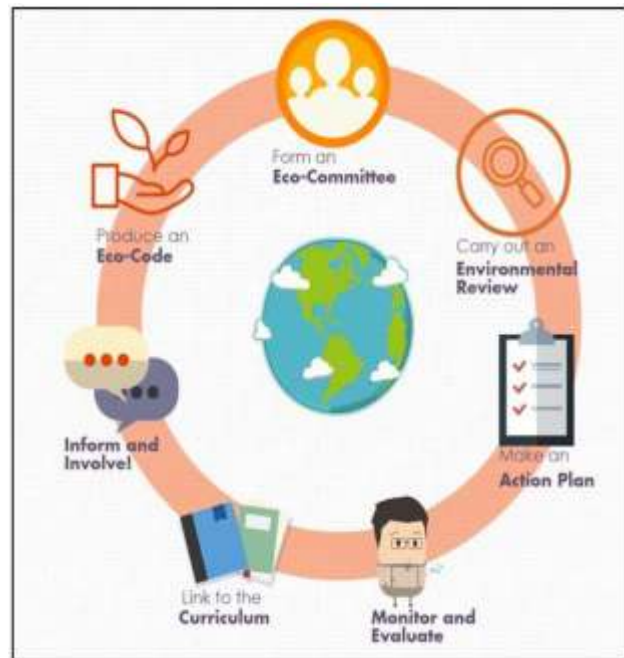 Form an
Eco-Committee
Carry out an
Environmental
Review
Make an
Action Plan
Monitor and
Evaluate
Link to the
Curriculum
Inform and
Involve!
Produce an
Eco-Code